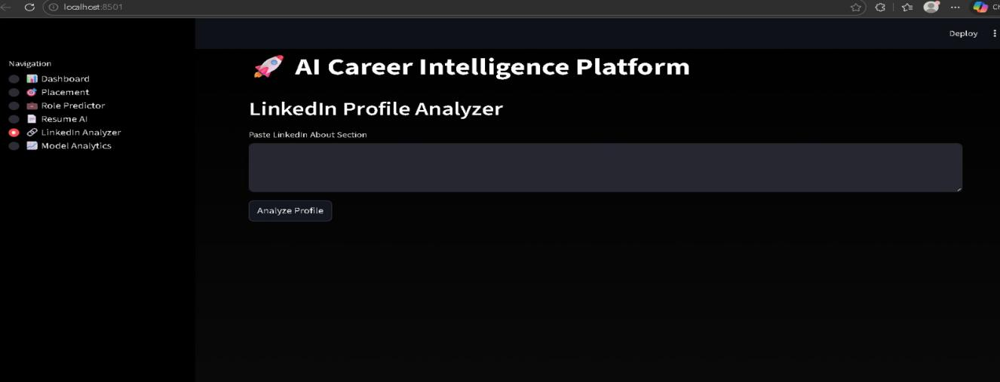 localhost:8501
Deploy
Navigation
Dashboard
Placement
Role Predictor
Resume AI
LinkedIn Analyzer
Model Analytics
AI Career Intelligence Platform
LinkedIn Profile Analyzer
Paste LinkedIn About Section
Analyze Profile